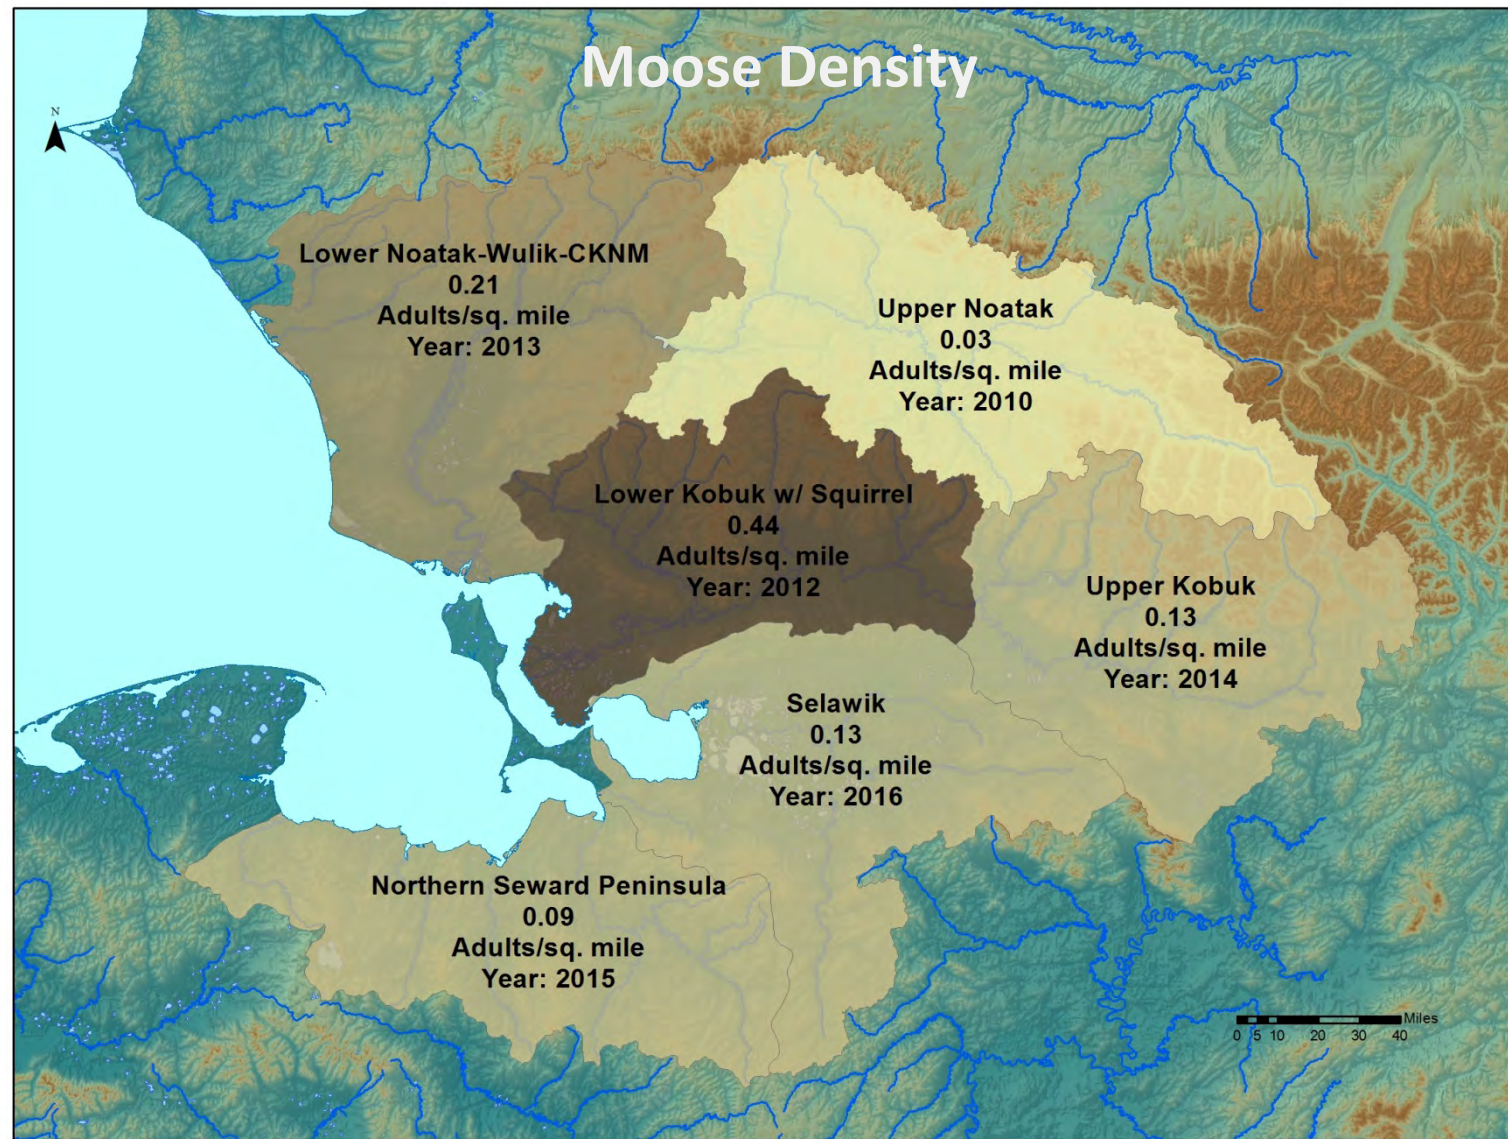 Moose Density
N
Lower Noatak-Wulik-CKNM
0.21
Adults/sq. mile
Year: 2013
Upper Noatak
0.03
Adults/sq. mile
Year: 2010
Lower Kobuk w/ Squirrel
0.44
Adults/sq. mile
Year: 2012
Upper Kobuk
0.13
Adults/sq. mile
Year: 2014
Selawik
0.13
Adults/sq. mile
Year: 2016
Northern Seward Peninsula
0.09
Adults/sq. mile
Year: 2015
Miles
0 5 10 20 30 40